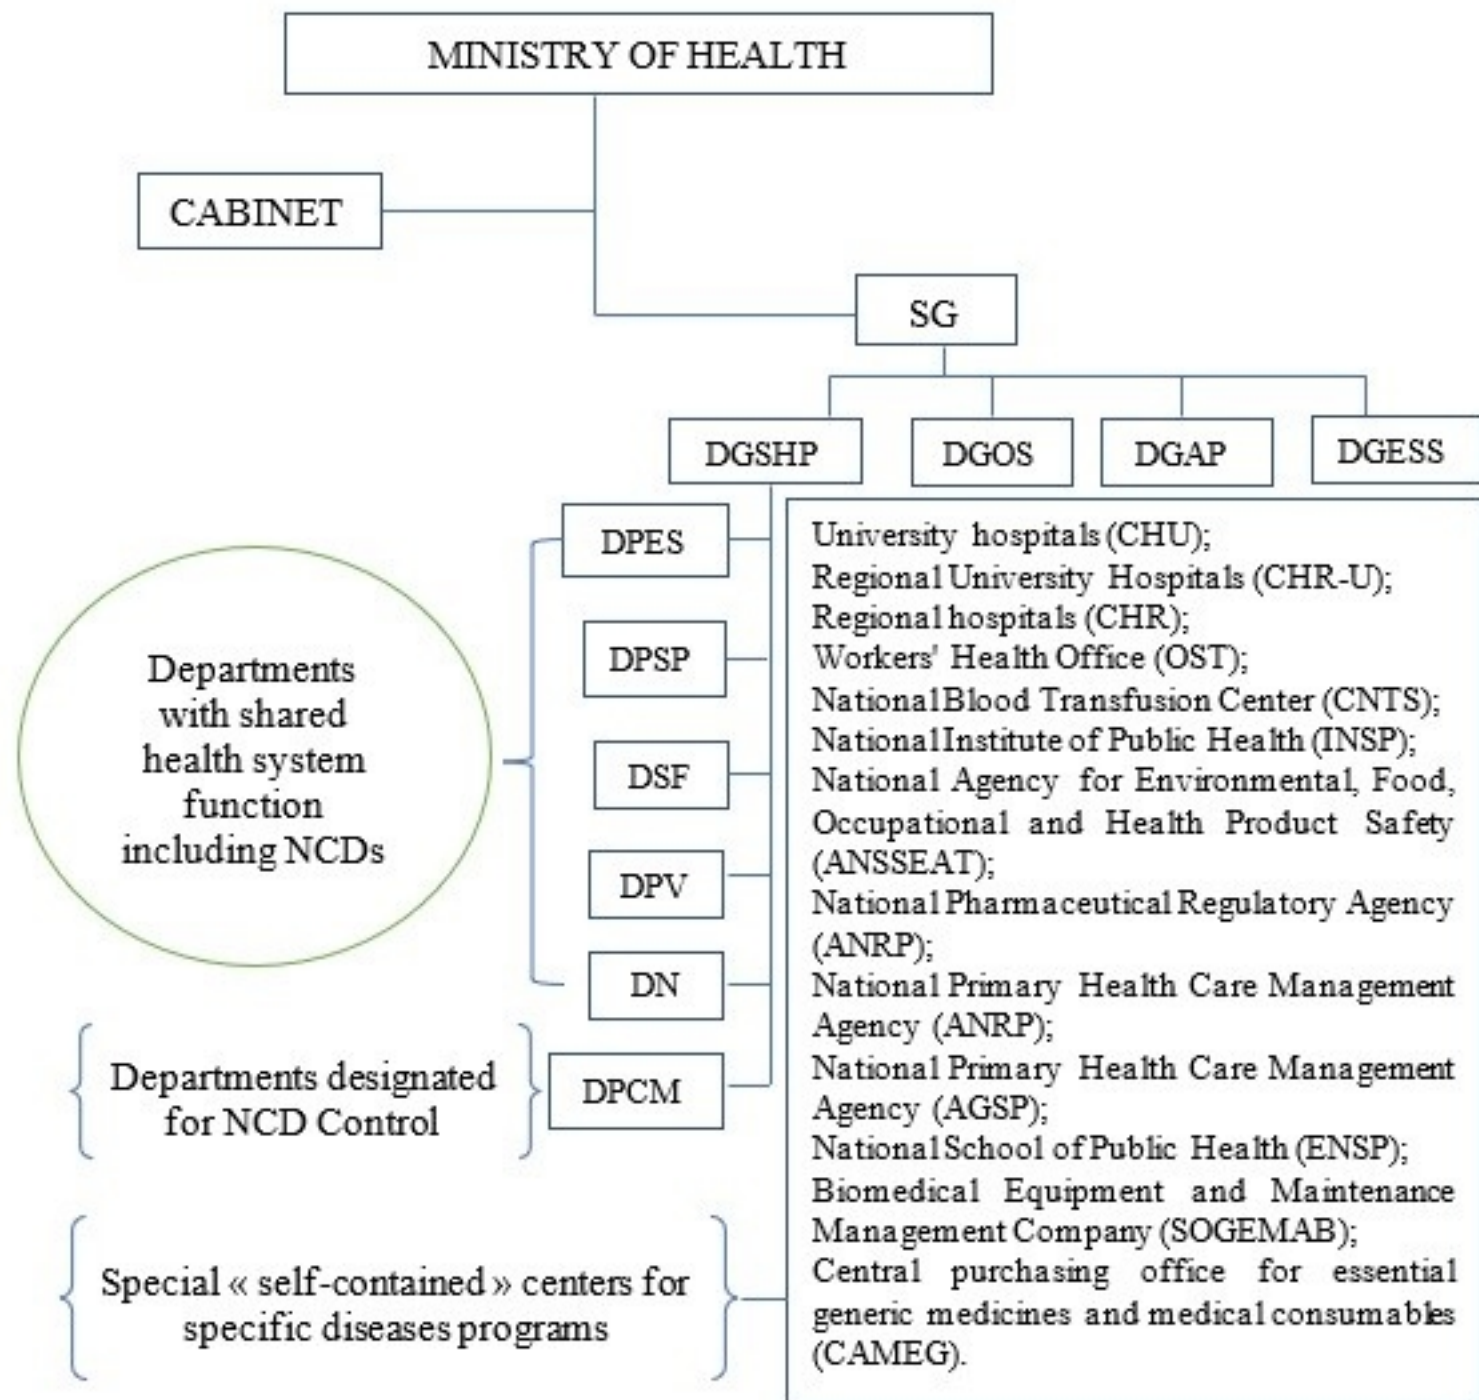 MINISTRY OF HEALTH
CABINET
SG
DGSHP
DGOS
DGAP
DGESS
DPES
DPSP
DSF
DPV
DN
DPCM
Departments
with shared
health system
function
including NCDs
Departments designated
for NCD Control
Special « self-contained » centers for
specific diseases programs
University hospitals (CHU);
Regional University Hospitals (CHR-U);
Regional hospitals (CHR);
Workers' Health Office (OST);
National Blood Transfusion Center (CNTS);
National Institute of Public Health (INSP);
National Agency for Environmental, Food,
Occupational and Health Product Safety
(ANSSEAT);
National Pharmaceutical Regulatory Agency
(ANRP);
National Primary Health Care Management
Agency (ANRP);
National Primary Health Care Management
Agency (AGSP);
National School of Public Health (ENSP);
Biomedical Equipment and Maintenance
Management Company (SOGEMAB);
Central purchasing office for essential
generic medicines and medical consumables
(CAMEG).